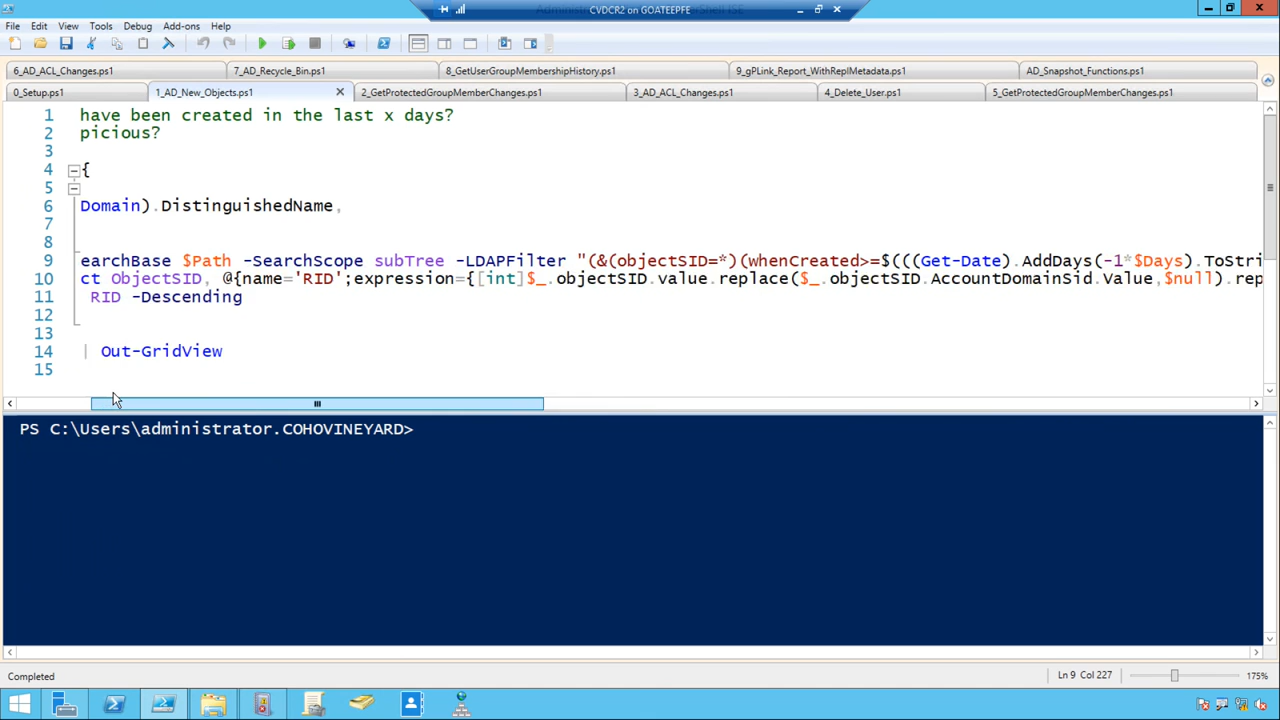 CVDCR2 on GOATEEPFE
File Edit View Tools Debug Add-ons Help
6_AD_ACL_Changes.ps1 7_AD_Recycle_Bin.ps1 8_GetUserGroupMembershipHistory.ps1 9_gPLink_Report_WithReplMetadata.ps1 AD_Snapshot_Functions.ps1
0_Setup.ps1 1_AD_New_Objects.ps1 2_GetProtectedGroupMemberChanges.ps1 3_AD_ACL_Changes.ps1 4_Delete_User.ps1 5_GetProtectedGroupMemberChanges.ps1
1 have been created in the last x days?
2 picious?
3
4 {
5
6 Domain).DistinguishedName,
7
8
9 earchBase $Path -SearchScope subTree -LDAPFilter "(&(objectSID=*)(whenCreated>=$(((Get-Date).AddDays(-1*$Days).ToStri
10 ct ObjectSID, @{name='RID';expression={[int]$_.objectSID.value.replace($_.objectSID.AccountDomainSid.Value,$null).rep
11 RID -Descending
12
13
14 | Out-GridView
15
PS C:\Users\administrator.COHOVINEYARD>
Completed Ln 9 Col 227 175%